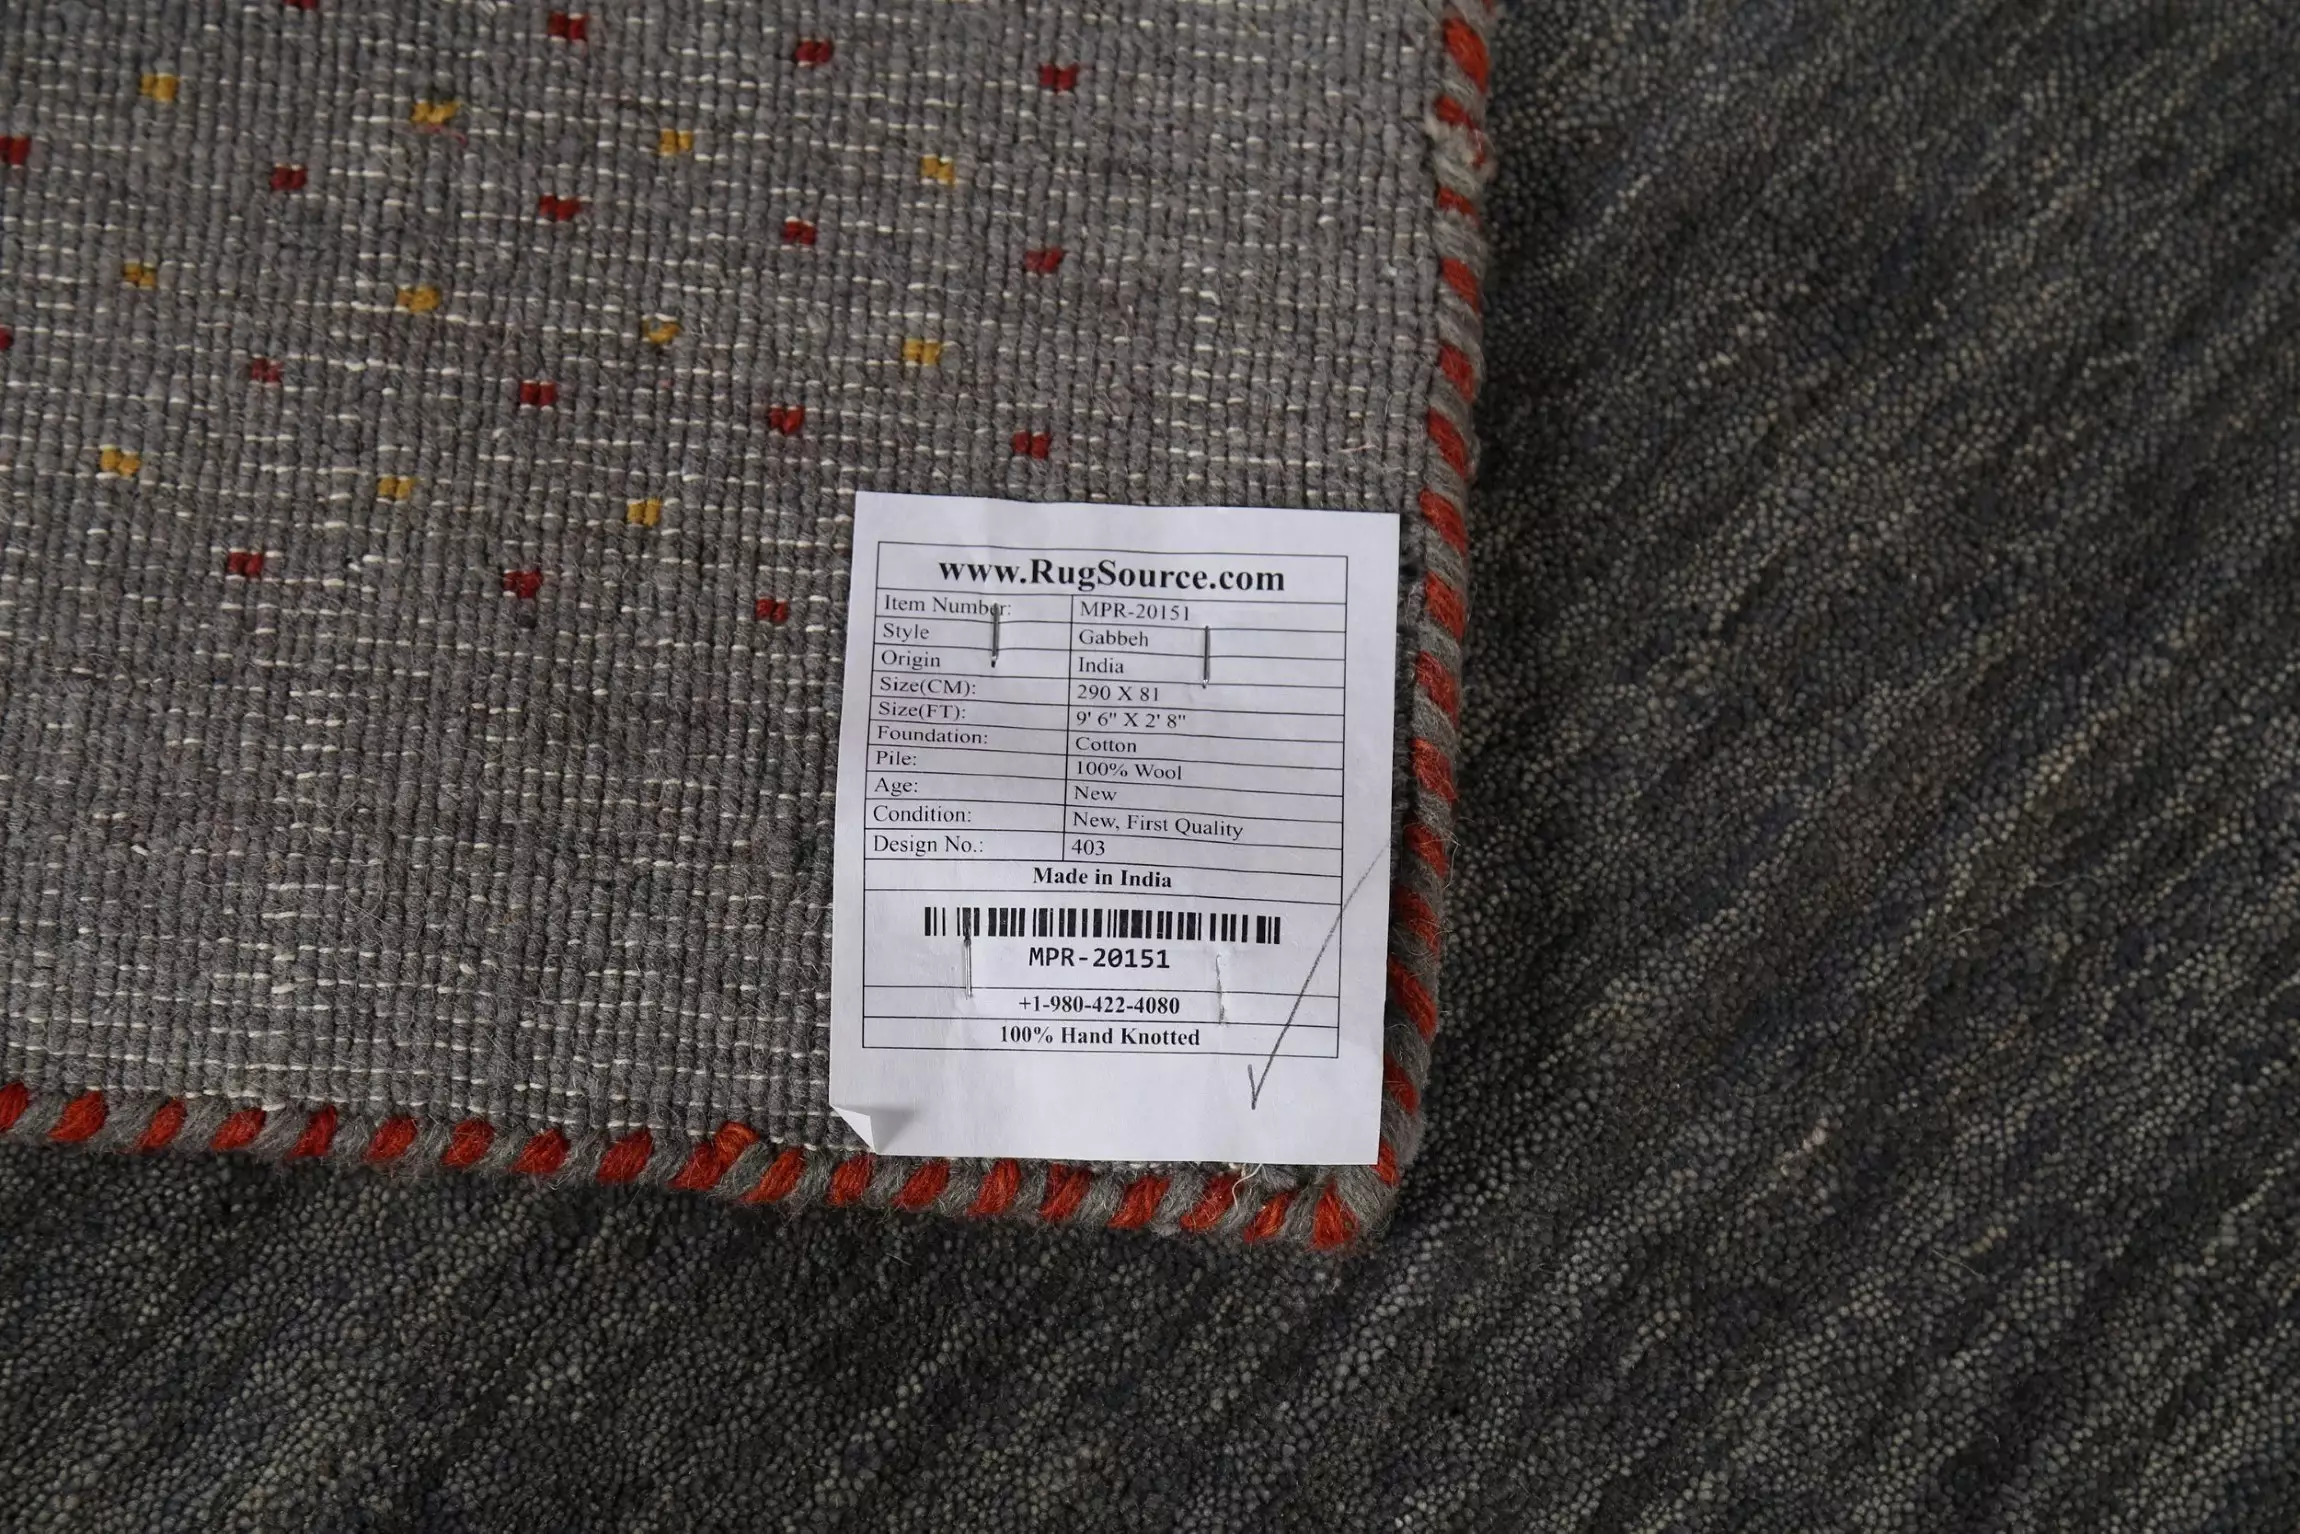 www.RugSource.com
Item Number: MPR-20151
Style Gabbeh
Origin India
Size(CM): 290 X 81
Size(FT): 9' 6" X 2' 8"
Foundation: Cotton
Pile: 100% Wool
Age: New
Condition: New, First Quality
Design No.: 403
Made in India
MPR-20151
+1-980-422-4080
100% Hand Knotted